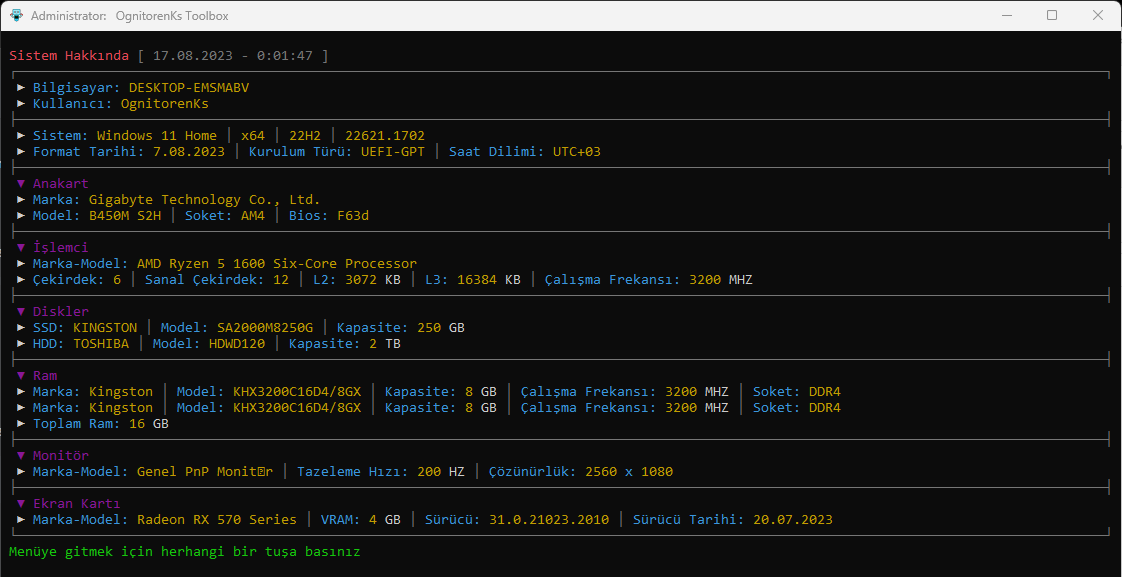 Administrator: OgnitorenKs Toolbox
Sistem Hakkında [ 17.08.2023 - 0:01:47 ]
► Bilgisayar: DESKTOP-EMSMABV
► Kullanıcı: OgnitorenKs
► Sistem: Windows 11 Home │ x64 │ 22H2 │ 22621.1702
► Format Tarihi: 7.08.2023 │ Kurulum Türü: UEFI-GPT │ Saat Dilimi: UTC+03
▼ Anakart
► Marka: Gigabyte Technology Co., Ltd.
► Model: B450M S2H │ Soket: AM4 │ Bios: F63d
▼ İşlemci
► Marka-Model: AMD Ryzen 5 1600 Six-Core Processor
► Çekirdek: 6 │ Sanal Çekirdek: 12 │ L2: 3072 KB │ L3: 16384 KB │ Çalışma Frekansı: 3200 MHZ
▼ Diskler
► SSD: KINGSTON │ Model: SA2000M8250G │ Kapasite: 250 GB
► HDD: TOSHIBA │ Model: HDWD120 │ Kapasite: 2 TB
▼ Ram
► Marka: Kingston │ Model: KHX3200C16D4/8GX │ Kapasite: 8 GB │ Çalışma Frekansı: 3200 MHZ │ Soket: DDR4
► Marka: Kingston │ Model: KHX3200C16D4/8GX │ Kapasite: 8 GB │ Çalışma Frekansı: 3200 MHZ │ Soket: DDR4
► Toplam Ram: 16 GB
▼ Monitör
► Marka-Model: Genel PnP Monit�r │ Tazeleme Hızı: 200 HZ │ Çözünürlük: 2560 x 1080
▼ Ekran Kartı
► Marka-Model: Radeon RX 570 Series │ VRAM: 4 GB │ Sürücü: 31.0.21023.2010 │ Sürücü Tarihi: 20.07.2023
Menüye gitmek için herhangi bir tuşa basınız